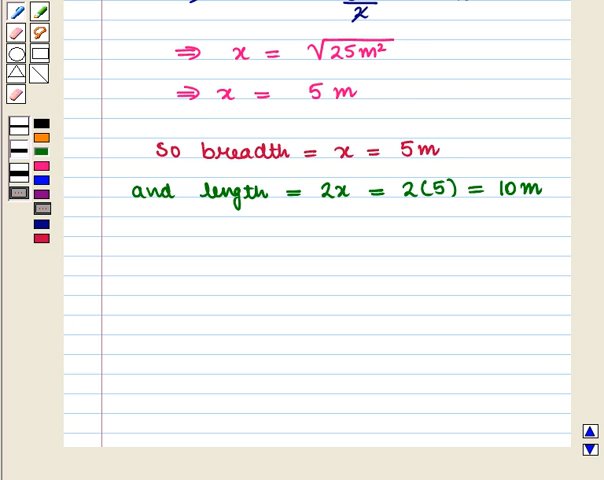 x
⇒ x = √25m²
⇒ x = 5 m
So breadth = x = 5m
and length = 2x = 2(5) = 10m